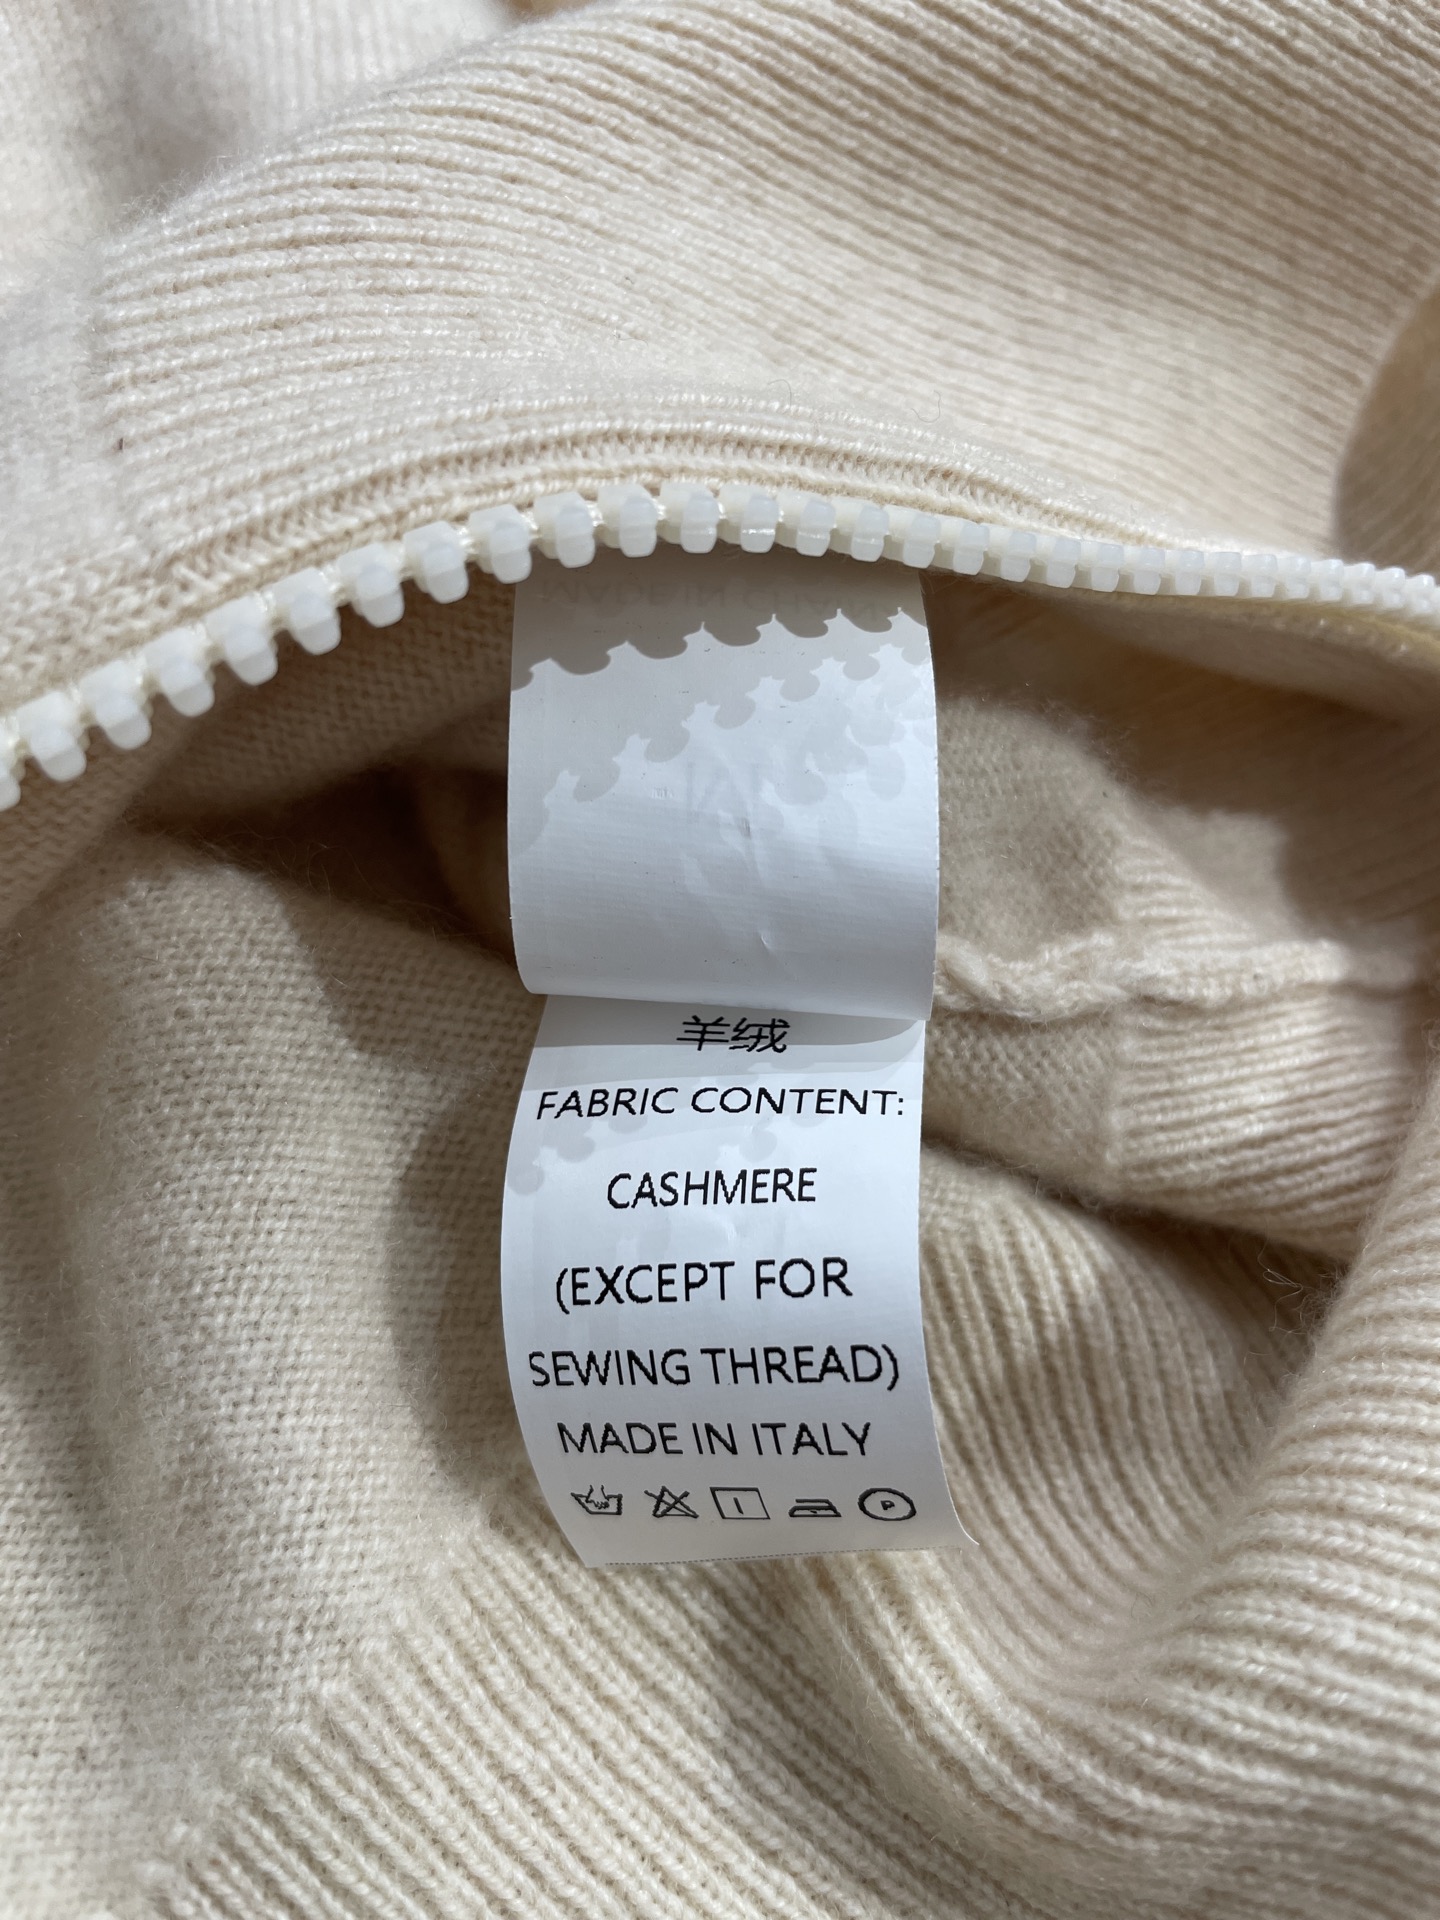 羊绒
FABRIC CONTENT:
CASHMERE
(EXCEPT FOR
SEWING THREAD)
MADE IN ITALY
P